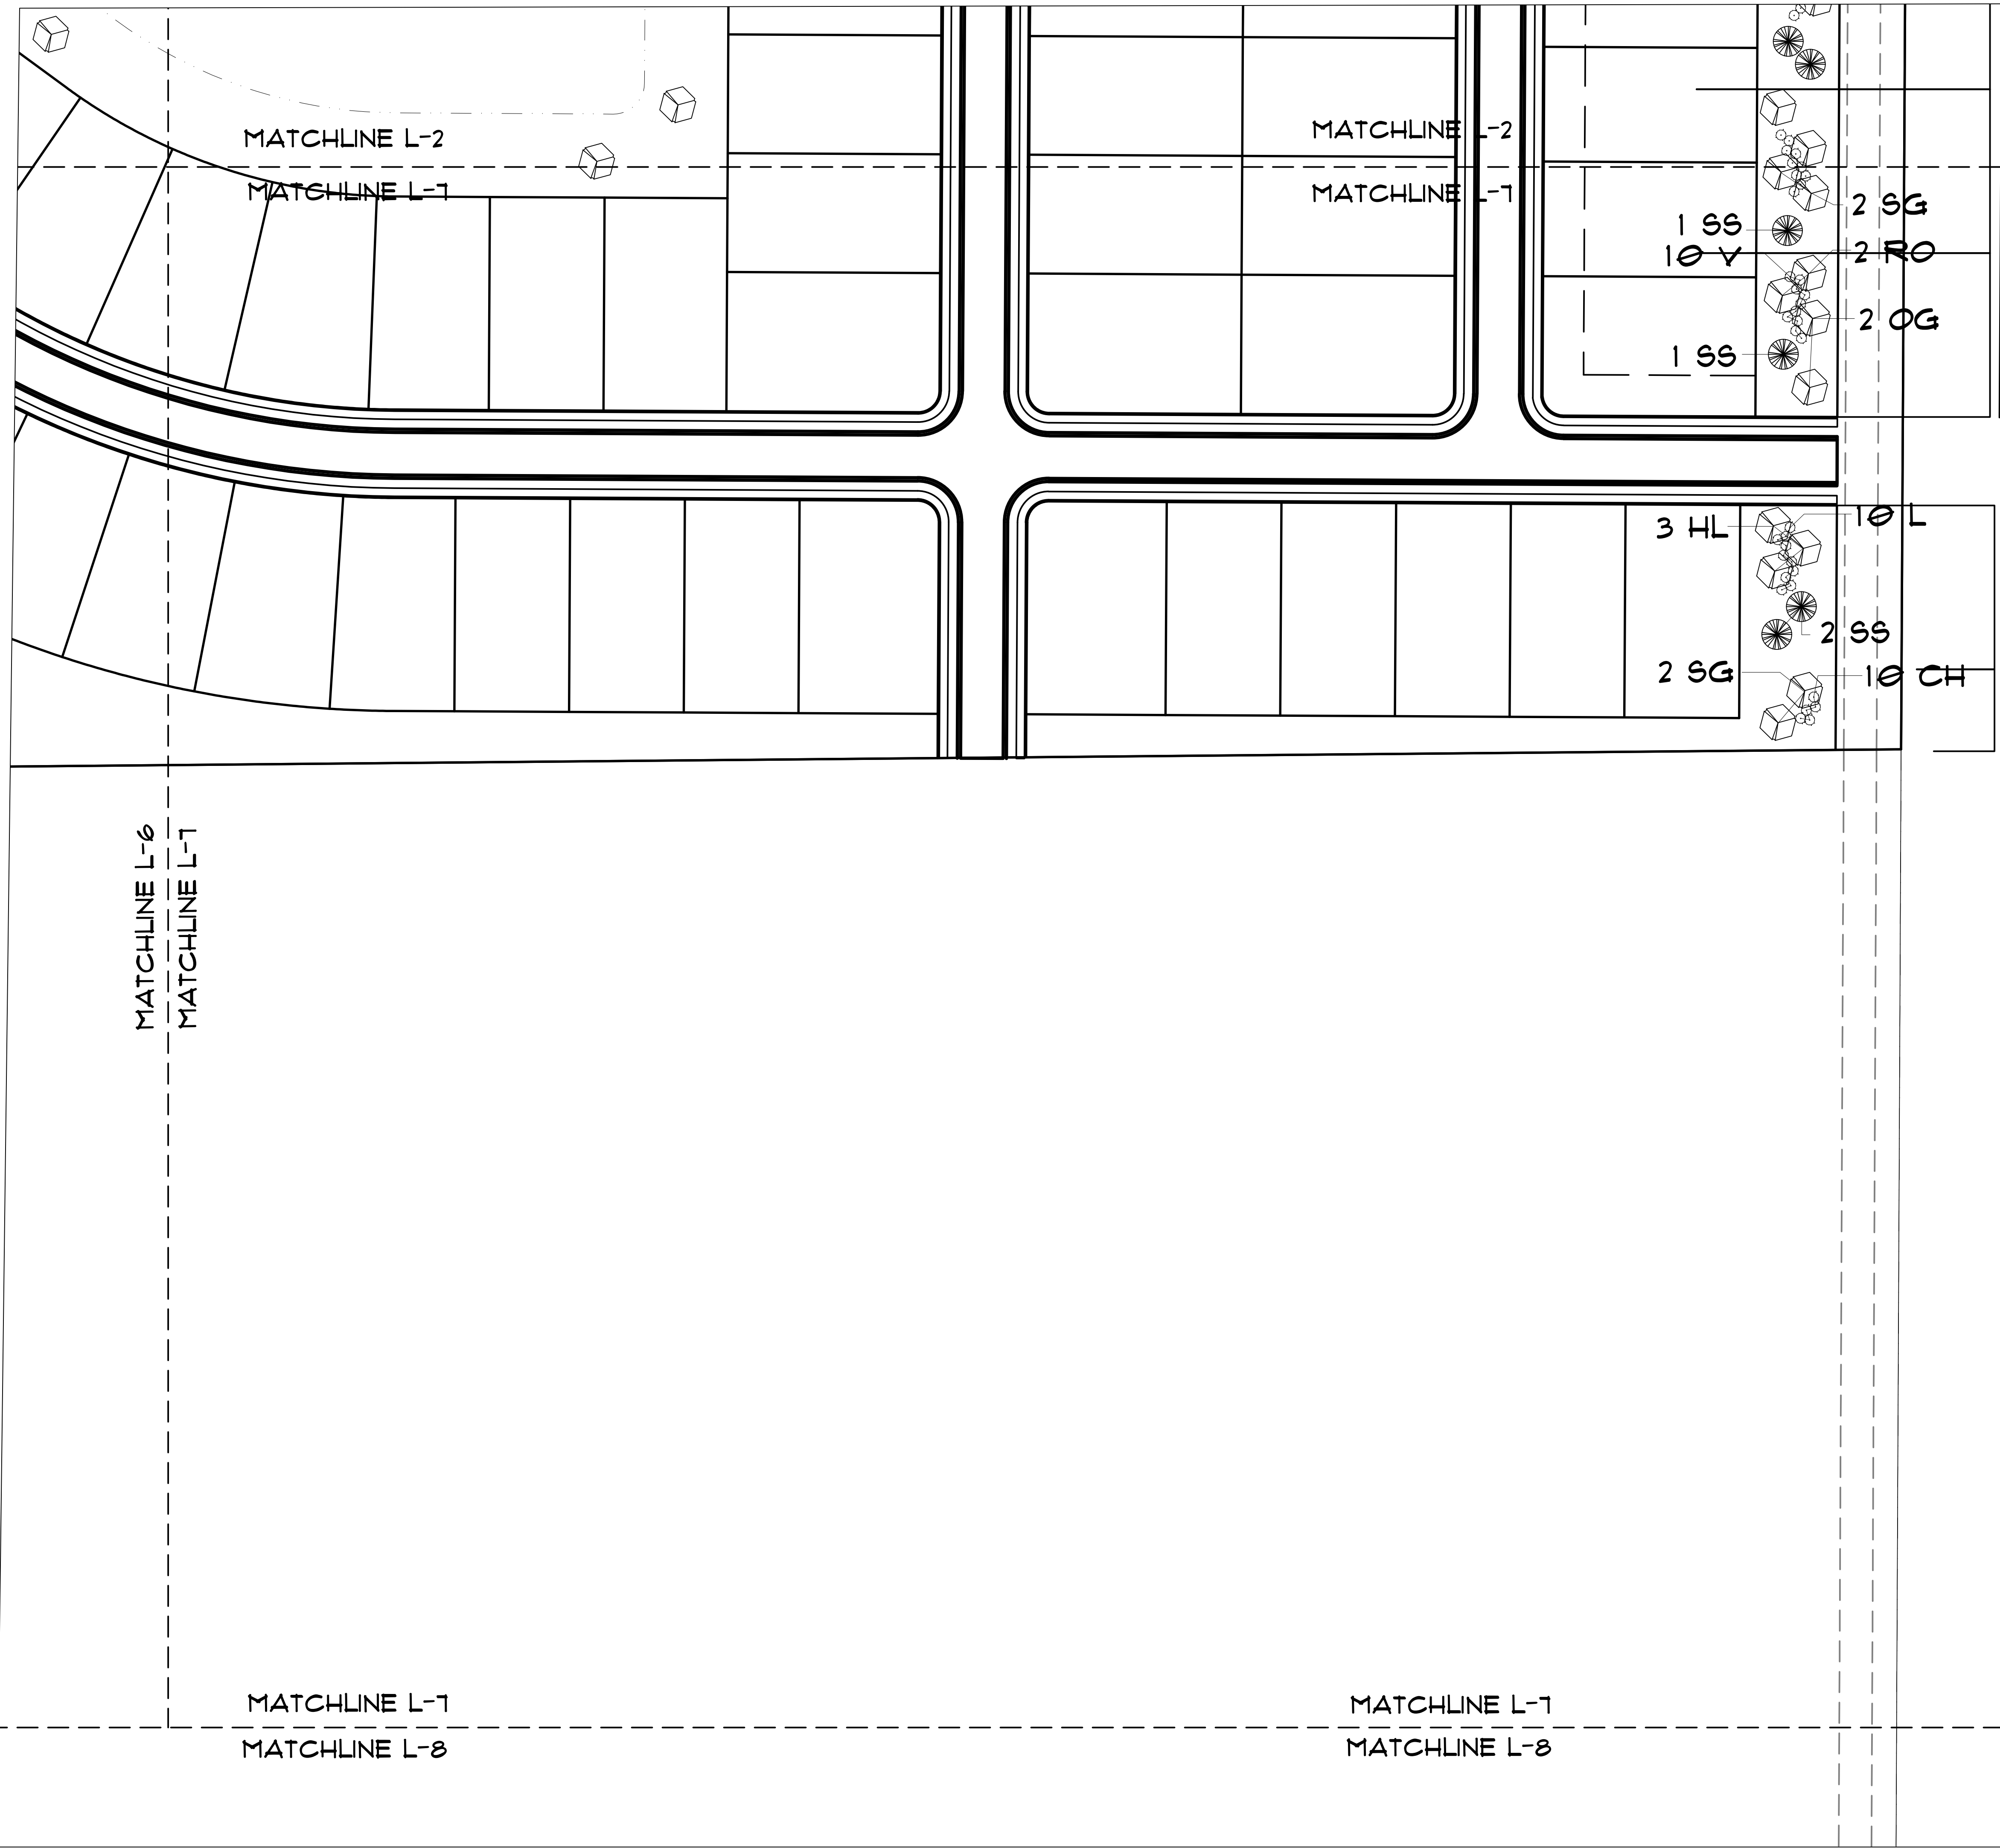 MATCHLINE L-2
MATCHLINE L-7
MATCHLINE L-2
MATCHLINE L-7
2 SG
1 SS
10 V
2 RO
2 OG
1 SS
3 HL
10 L
2 SS
2 SG
10 CH
MATCHLINE L-6
MATCHLINE L-7
MATCHLINE L-7
MATCHLINE L-8
MATCHLINE L-7
MATCHLINE L-8